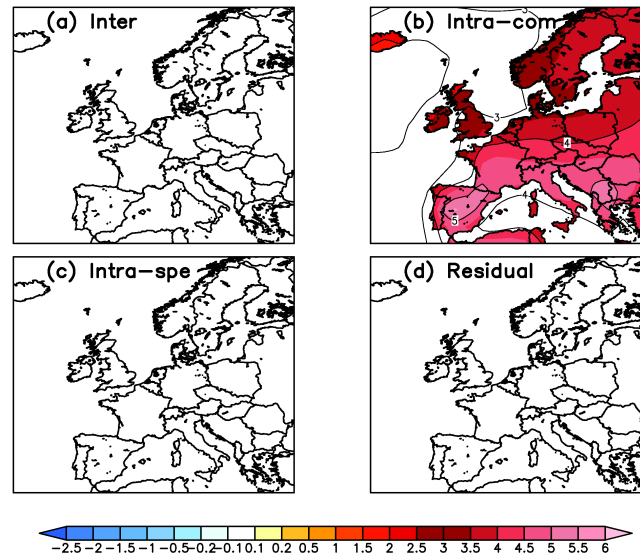 (a) Inter
(b) Intra-com
3
3
4
4
5
(c) Intra-spe
(d) Residual
-2.5 -2 -1.5 -1 -0.5 -0.2 -0.1 0.1 0.2 0.5 1 1.5 2 2.5 3 3.5 4 4.5 5 5.5 6